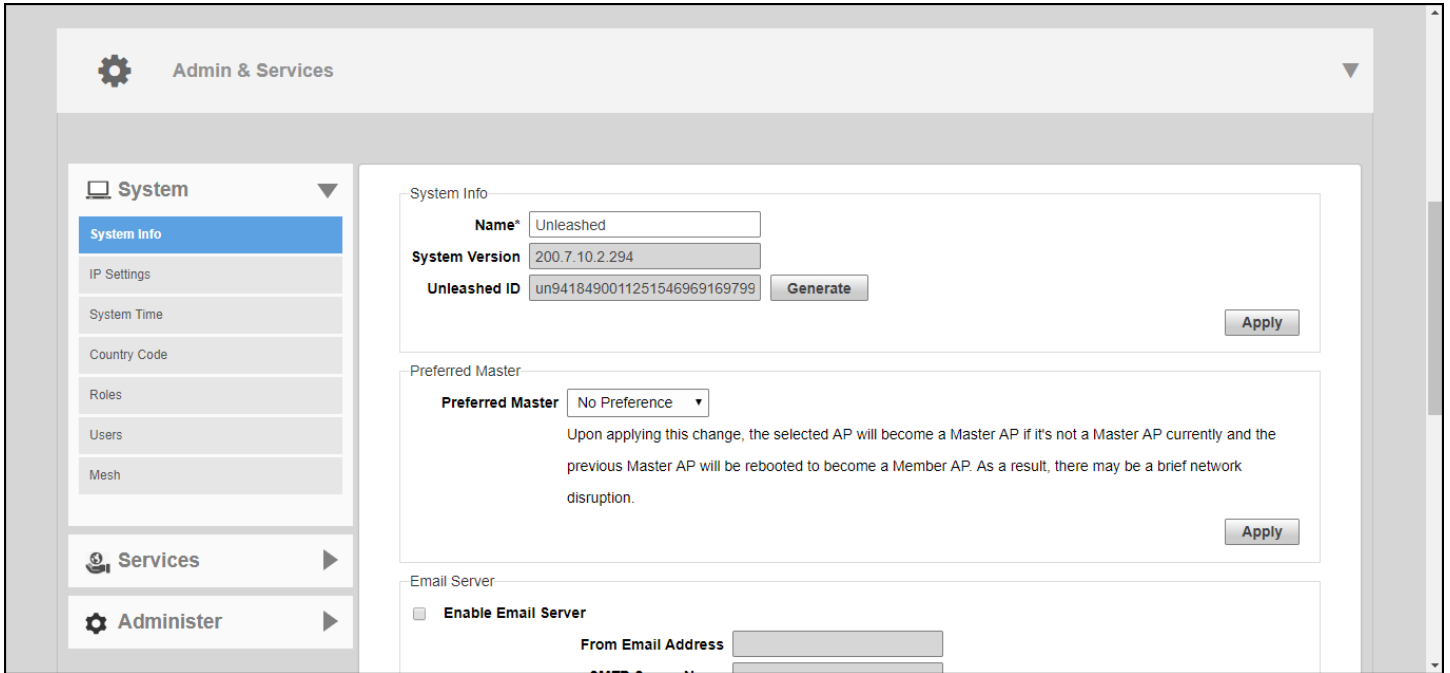 Admin & Services
System
System Info
IP Settings
System Time
Country Code
Roles
Users
Mesh
Services
Administer
System Info
Name* Unleashed
System Version 200.7.10.2.294
Unleashed ID un9418490011251546969169799 Generate
Apply
Preferred Master
Preferred Master No Preference
Upon applying this change, the selected AP will become a Master AP if it's not a Master AP currently and the
previous Master AP will be rebooted to become a Member AP. As a result, there may be a brief network
disruption.
Apply
Email Server
Enable Email Server
From Email Address